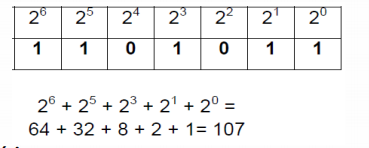 2⁶ 2⁵ 2⁴ 2³ 2² 2¹ 2⁰
1 1 0 1 0 1 1
2⁶ + 2⁵ + 2³ + 2¹ + 2⁰ =
64 + 32 + 8 + 2 + 1= 107